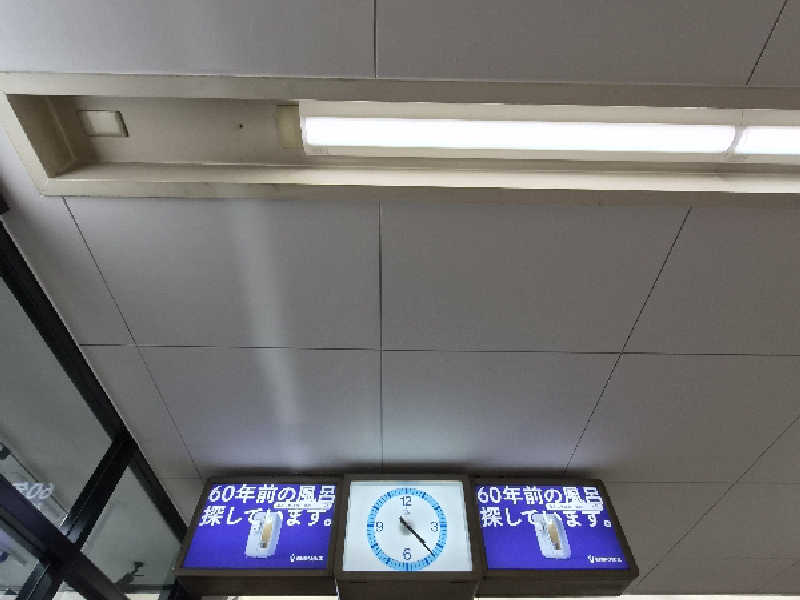 60年前の風呂
探しています。
12
9
3
6
60年前の風呂
探しています。